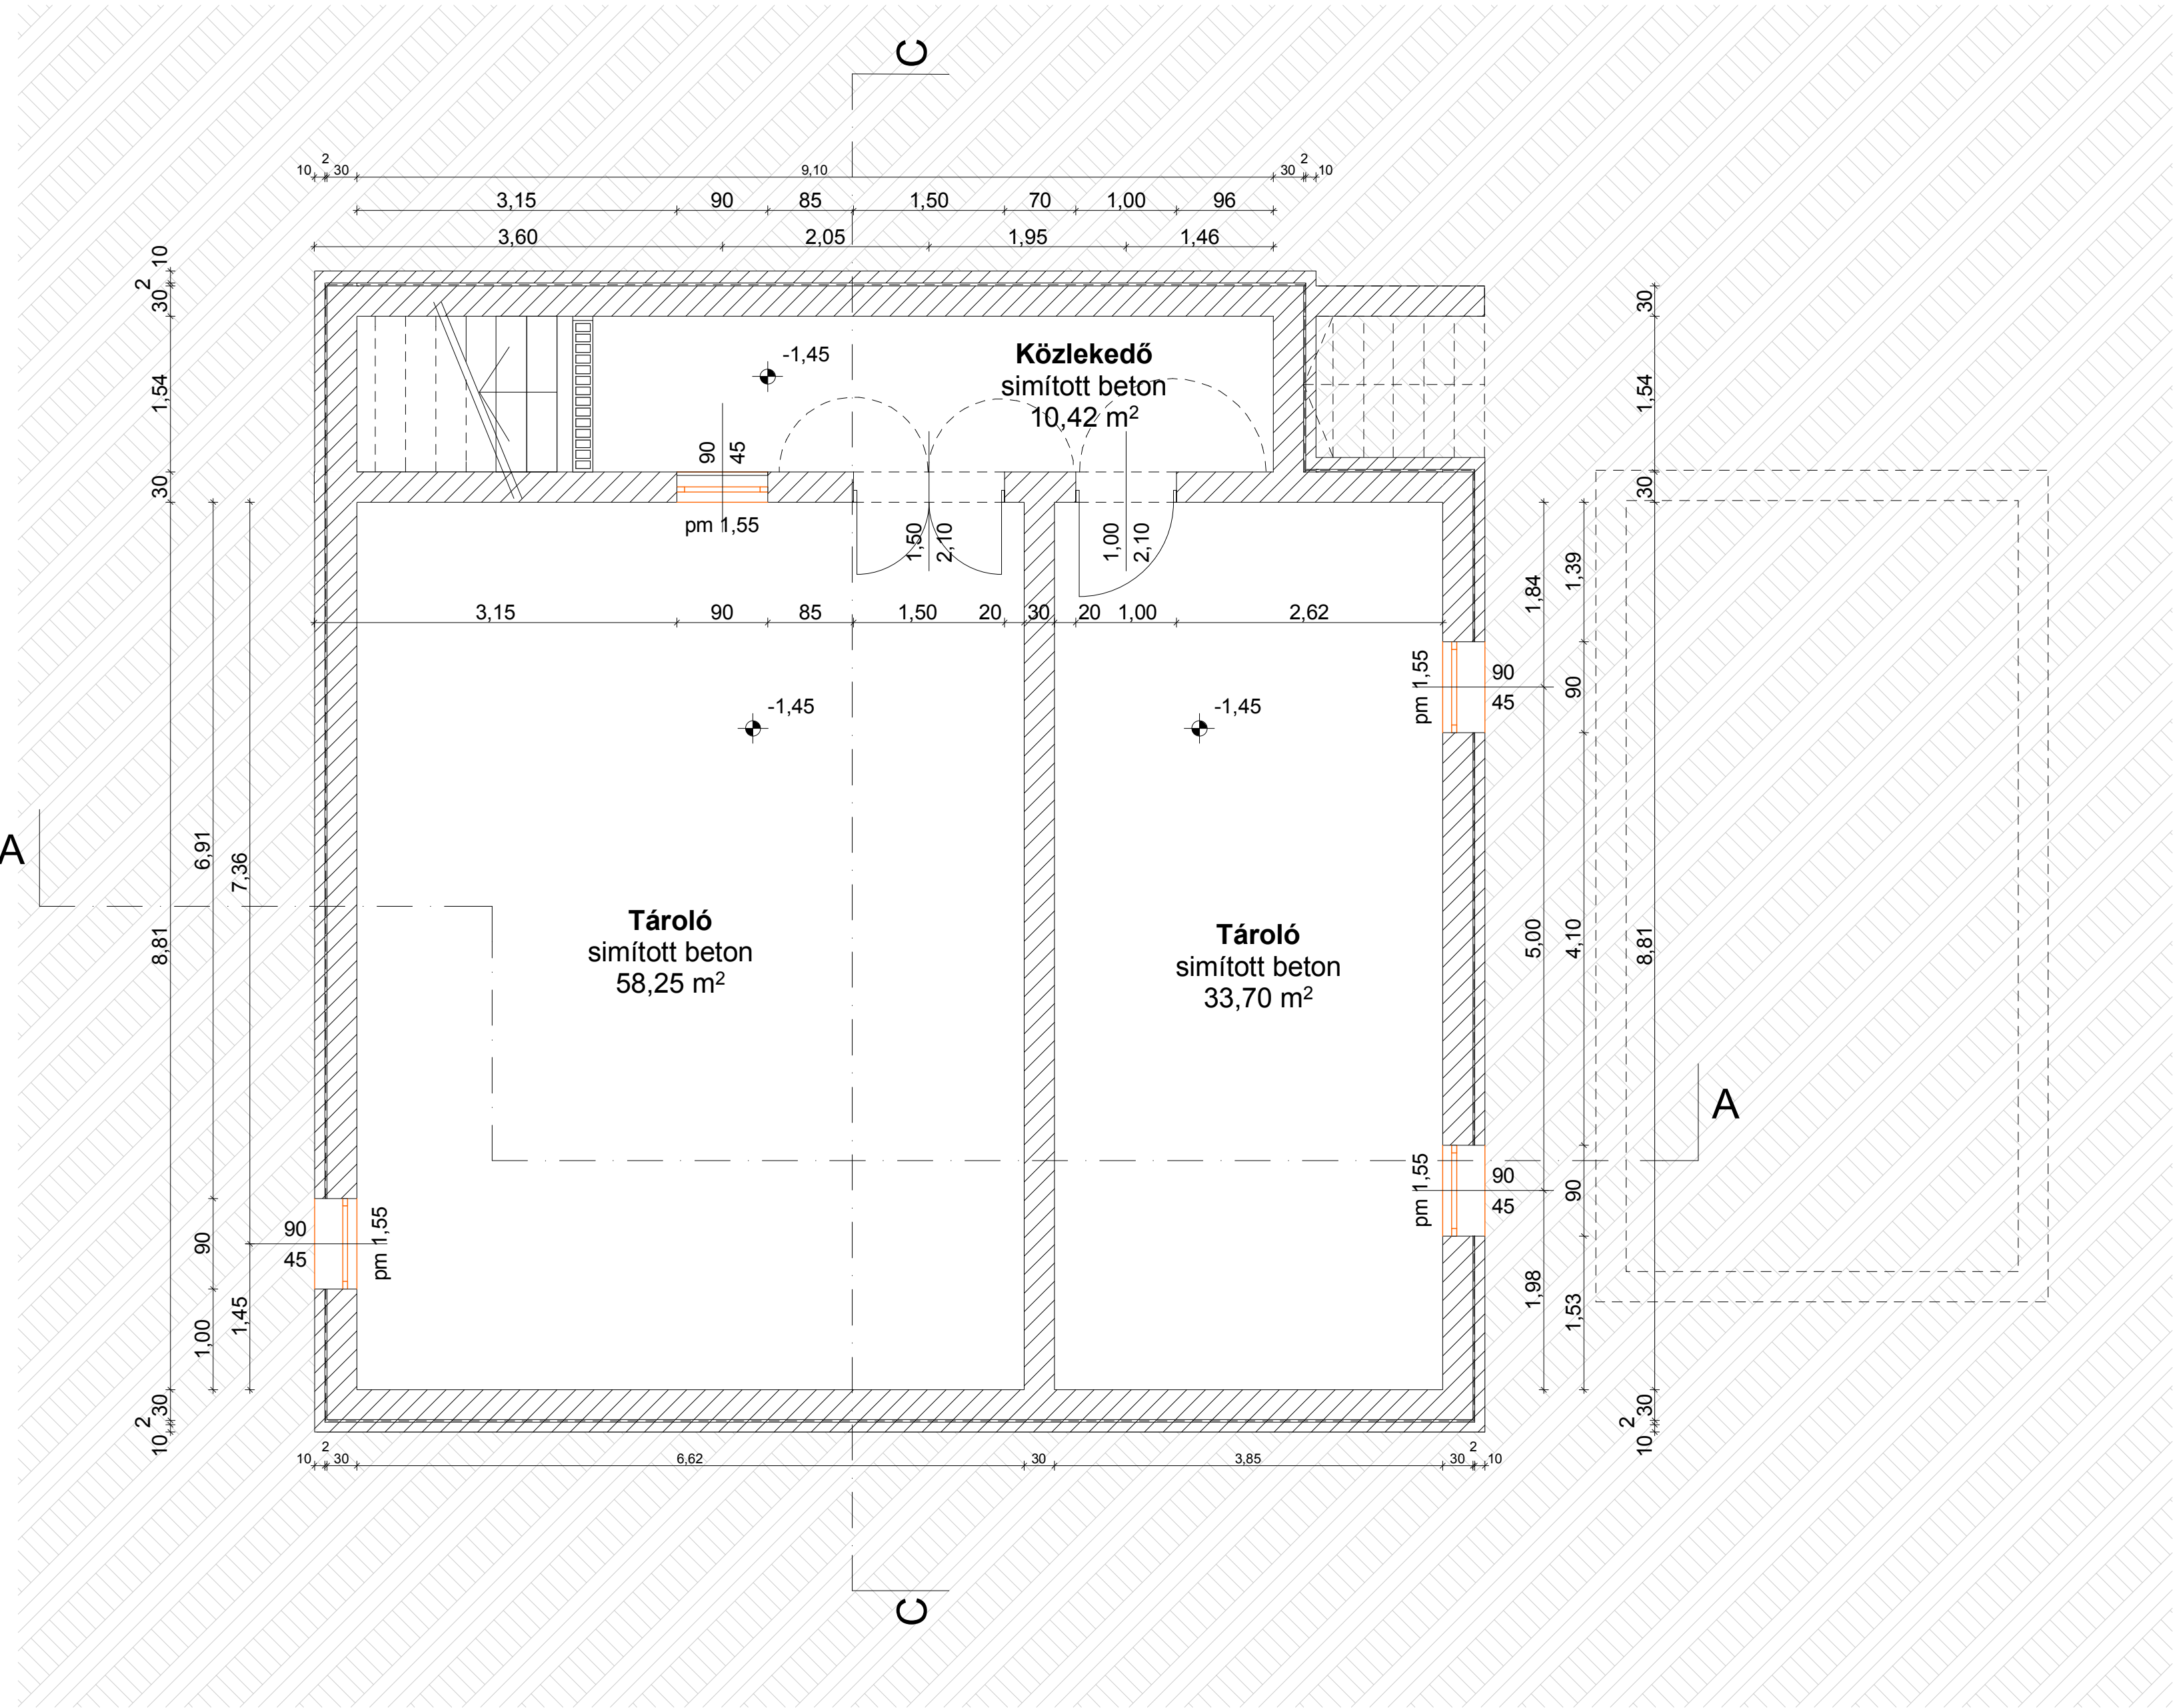 C
10 2 30 9,10 30 2 10
3,15 90 85 1,50 70 1,00 96
3,60 2,05 1,95 1,46
10
2
30
1,54
30
8,81
30
2
10
6,91
90
1,00
7,36
1,45
30
1,54
30
8,81
30
2
10
-1,45
Közlekedő
simított beton
10,42 m²
90
45
pm 1,55
1,50
2,10
1,00
2,10
3,15 90 85 1,50 20 30 20 1,00 2,62
1,84
5,00
1,98
1,39
90
4,10
90
1,53
pm 1,55
90
45
-1,45
-1,45
A
Tároló
simított beton
58,25 m²
Tároló
simított beton
33,70 m²
A
pm 1,55
90
45
90
45
pm 1,55
10 2 30 6,62 30 3,85 30 2 10
C